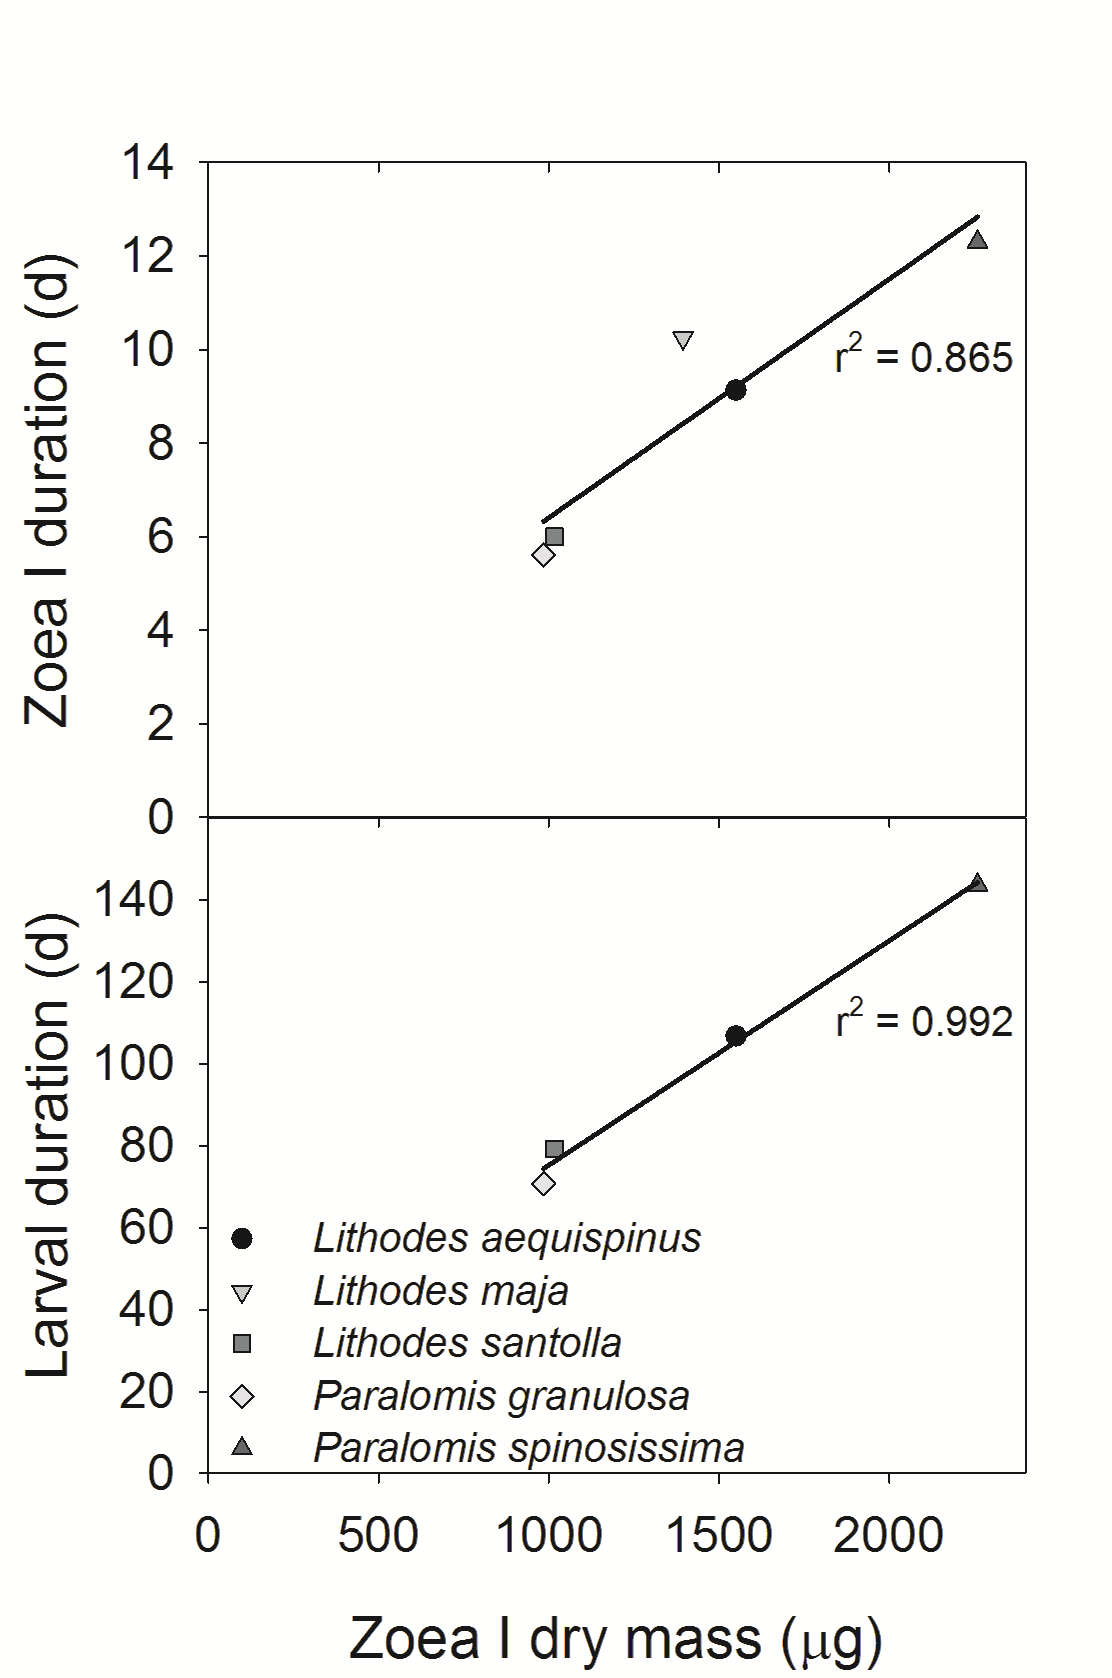 14
12
10
8
6
4
2
0
Zoea I duration (d)
r² = 0.865
140
120
100
80
60
40
20
0
Larval duration (d)
r² = 0.992
Lithodes aequispinus
Lithodes maja
Lithodes santolla
Paralomis granulosa
Paralomis spinosissima
0 500 1000 1500 2000
Zoea I dry mass (μg)